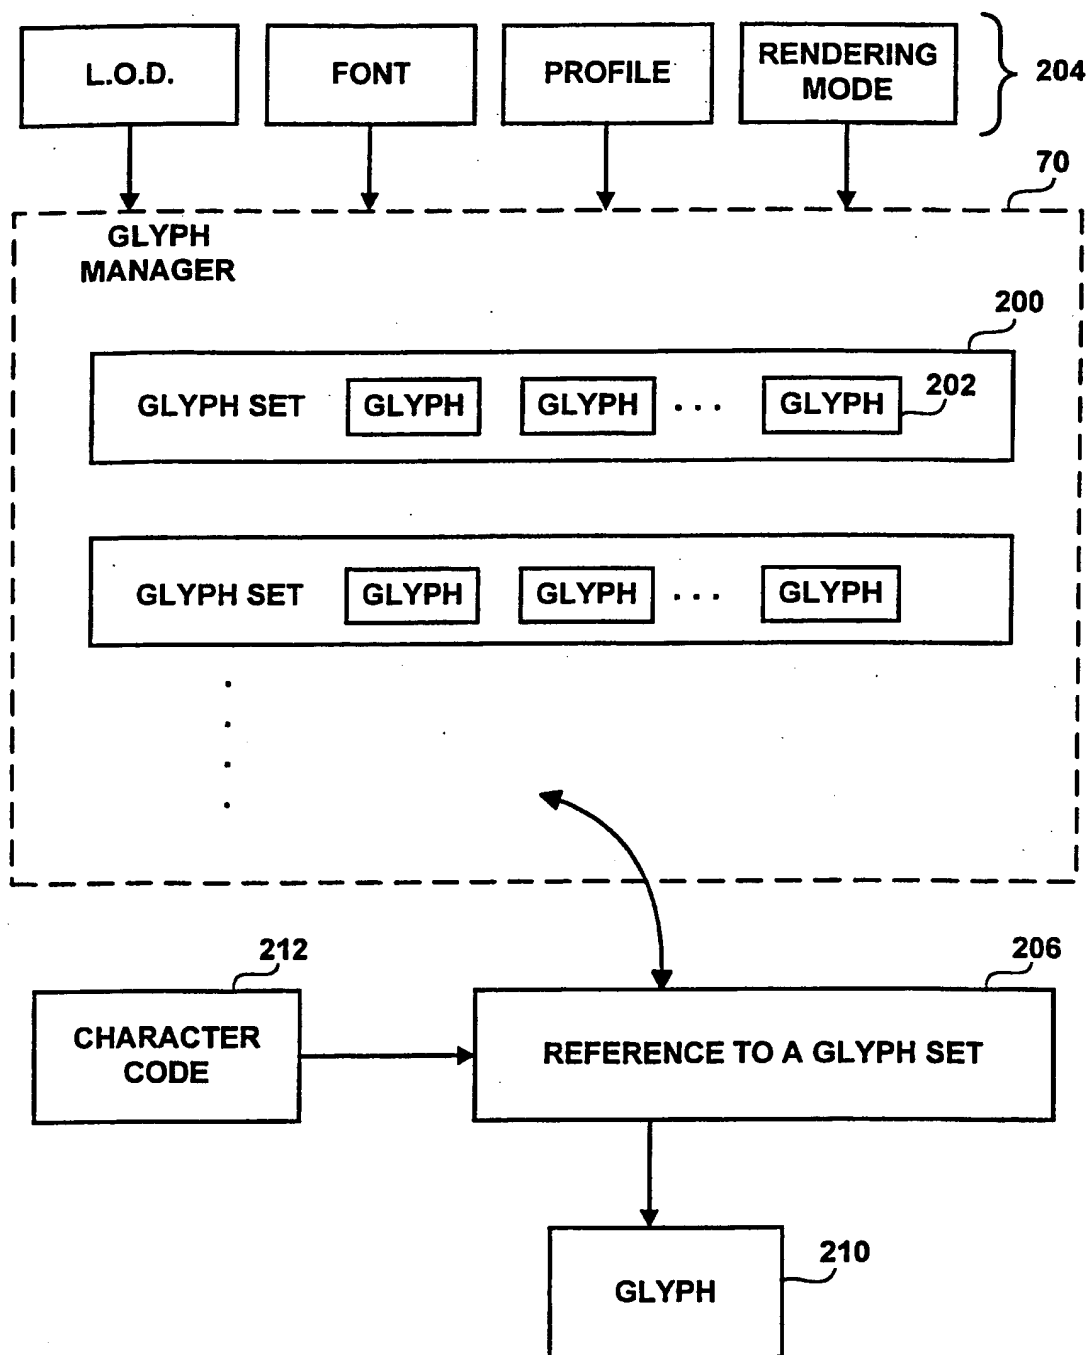 L.O.D.
FONT
PROFILE
RENDERING
MODE
204
70
GLYPH
MANAGER
200
GLYPH SET GLYPH GLYPH . . . GLYPH 202
GLYPH SET GLYPH GLYPH . . . GLYPH
212
206
CHARACTER
CODE
REFERENCE TO A GLYPH SET
210
GLYPH